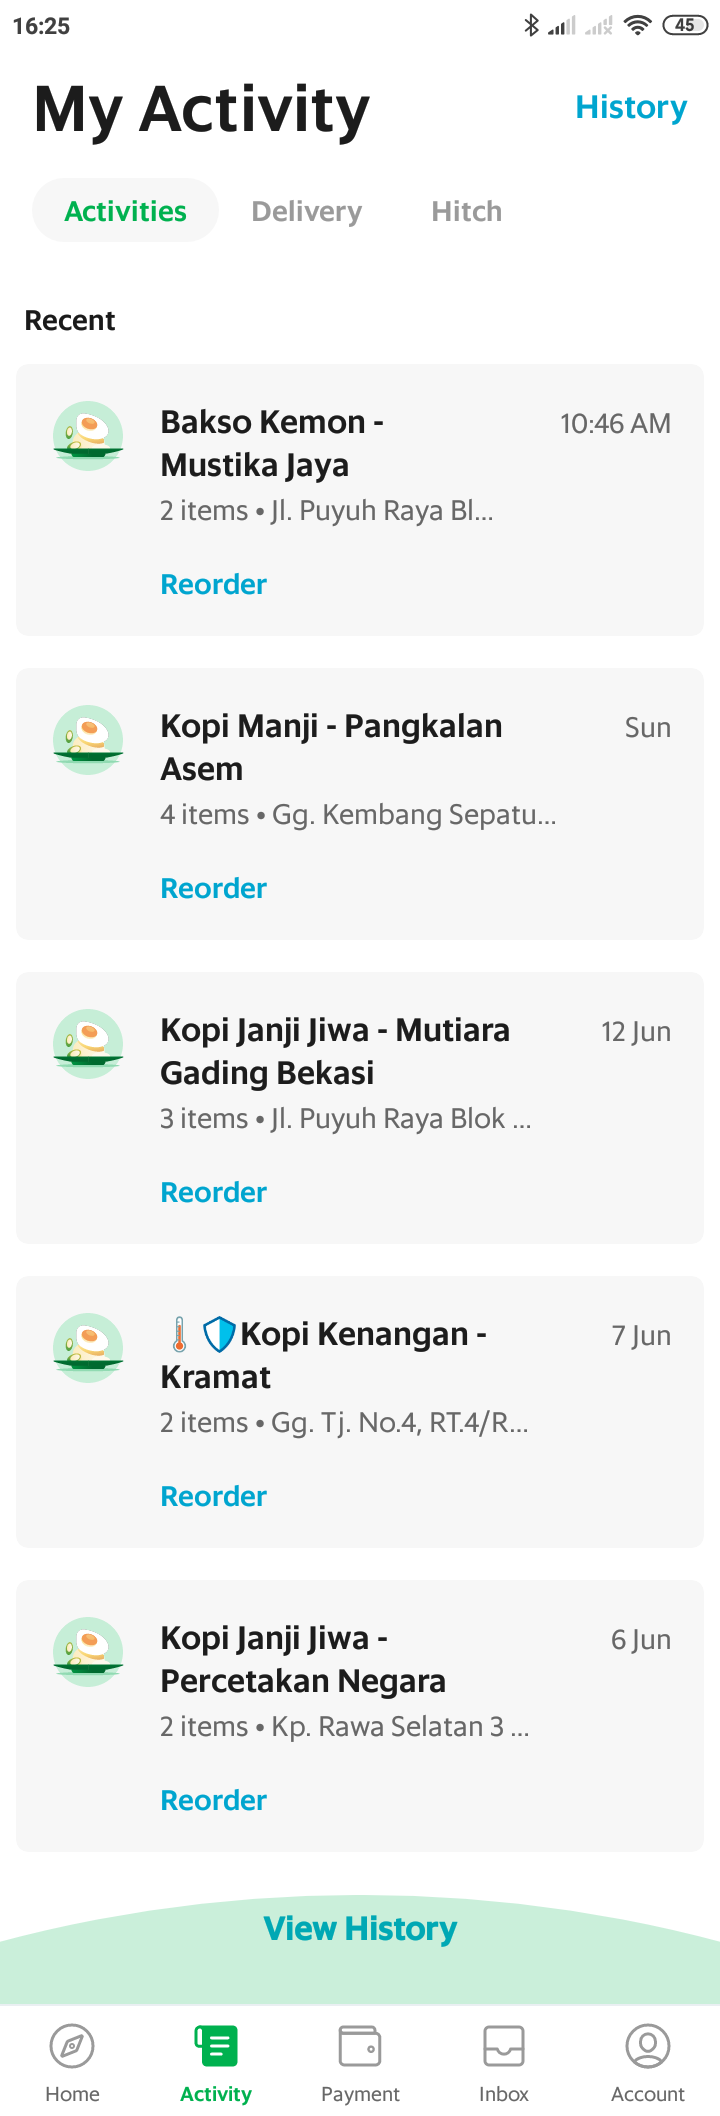 16:25
45
My Activity
History
Activities
Delivery
Hitch
Recent
Bakso Kemon -
Mustika Jaya
10:46 AM
2 items • Jl. Puyuh Raya Bl...
Reorder
Kopi Manji - Pangkalan
Asem
Sun
4 items • Gg. Kembang Sepatu...
Reorder
Kopi Janji Jiwa - Mutiara
Gading Bekasi
12 Jun
3 items • Jl. Puyuh Raya Blok ...
Reorder
🌡️🛡️Kopi Kenangan -
Kramat
7 Jun
2 items • Gg. Tj. No.4, RT.4/R...
Reorder
Kopi Janji Jiwa -
Percetakan Negara
6 Jun
2 items • Kp. Rawa Selatan 3 ...
Reorder
View History
Home
Activity
Payment
Inbox
Account